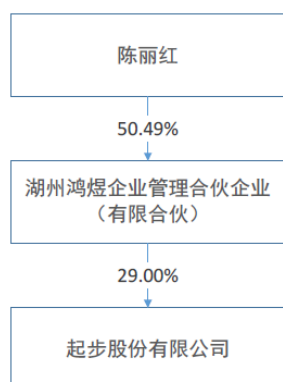 陈丽红
50.49%
湖州鸿煜企业管理合伙企业
（有限合伙）
29.00%
起步股份有限公司